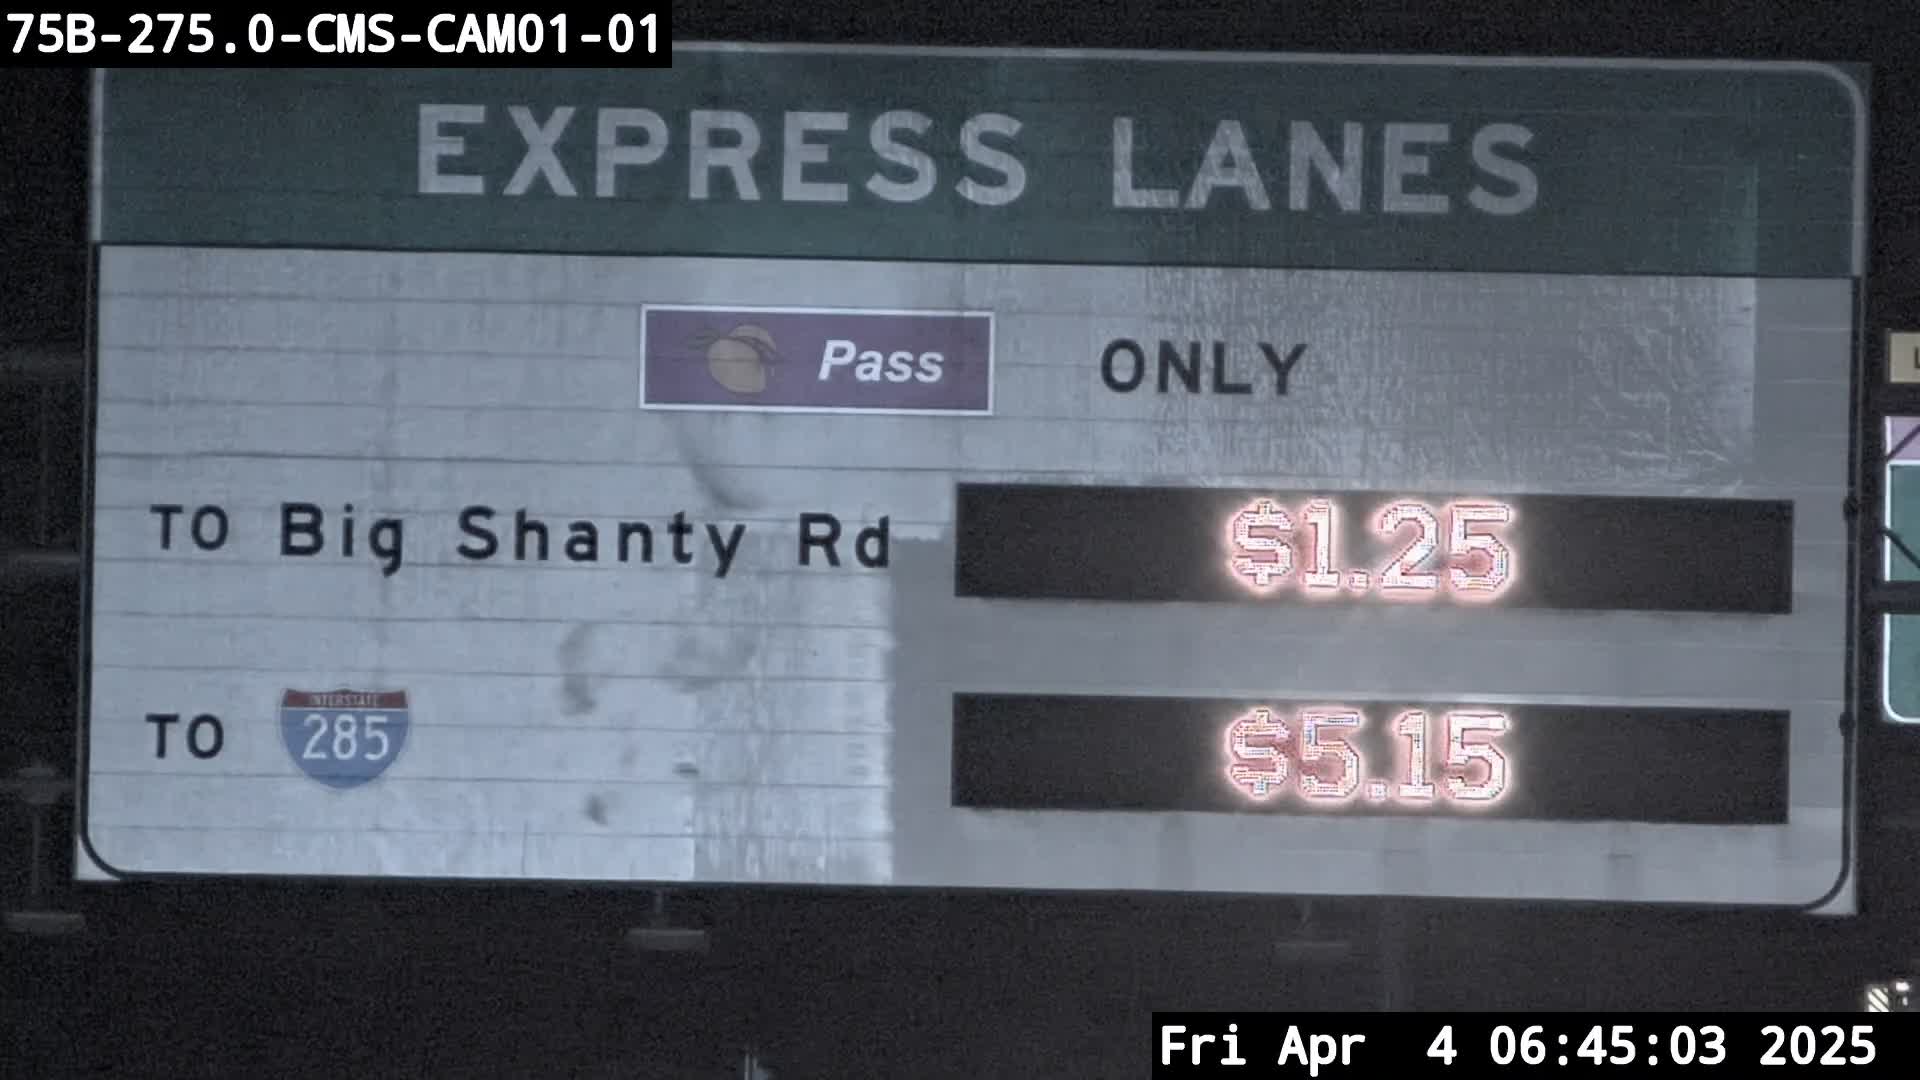 75B-275.0-CMS-CAM01-01
EXPRESS LANES
Pass ONLY
TO Big Shanty Rd $1.25
INTERSTATE
TO 285 $5.15
Fri Apr 4 06:45:03 2025